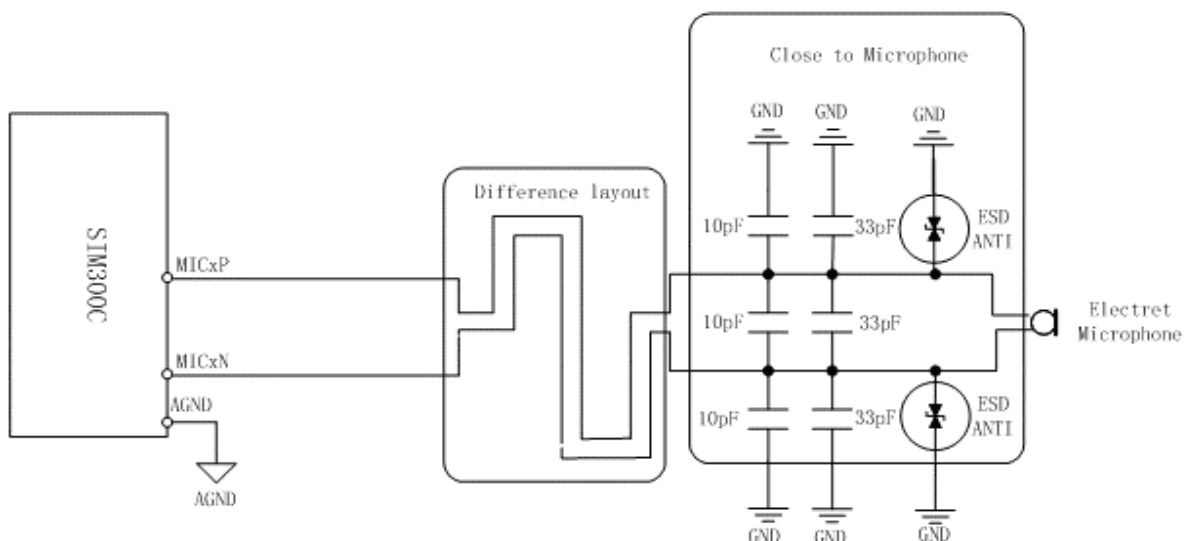 Close to Microphone
GND
GND
GND
Difference layout
10pF
33pF
ESD
ANTI
SIM300C
MICxP
10pF
33pF
Electret
Microphone
MICxN
AGND
10pF
33pF
ESD
ANTI
AGND
GND
GND
GND